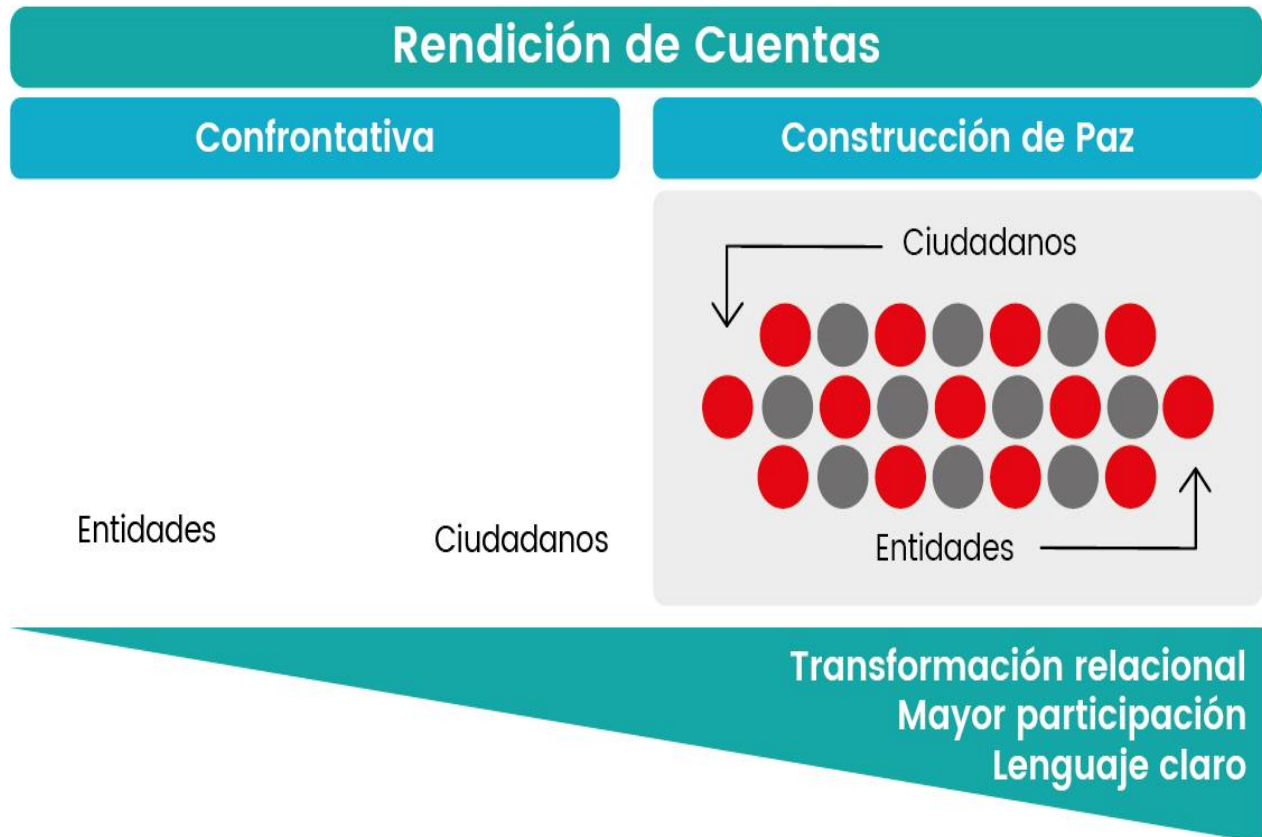 Rendición de Cuentas
Confrontativa
Construcción de Paz
Entidades
Ciudadanos
Ciudadanos
Entidades
Transformación relacional
Mayor participación
Lenguaje claro